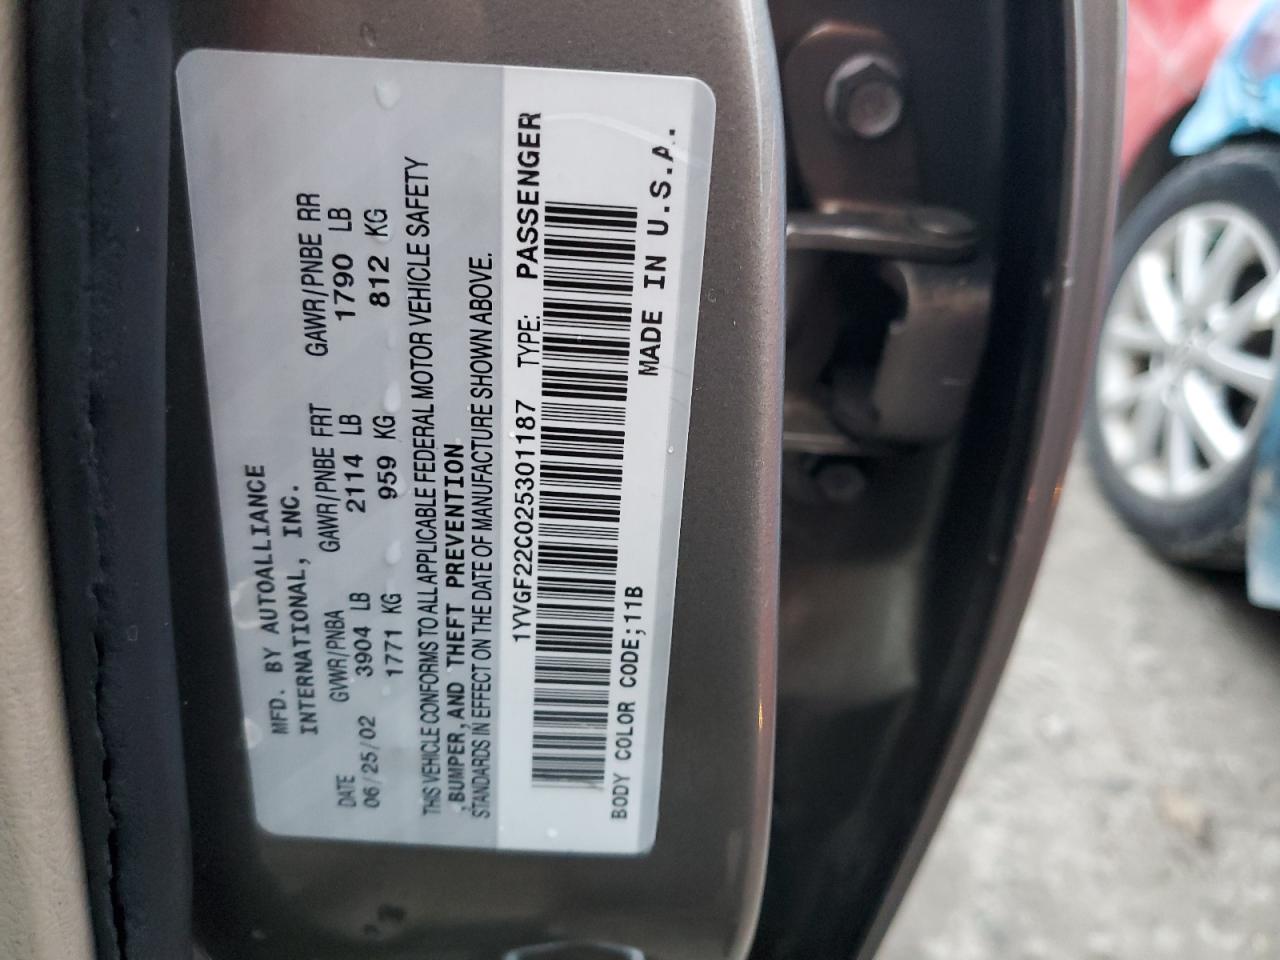 MFD. BY AUTOALLIANCE
INTERNATIONAL, INC.
DATE GVWR/PNBA GAWR/PNBE FRT GAWR/PNBE RR
06/25/02 3904 LB 2114 LB 1790 LB
1771 KG 959 KG 812 KG
THIS VEHICLE CONFORMS TO ALL APPLICABLE FEDERAL MOTOR VEHICLE SAFETY
,BUMPER,AND THEFT PREVENTION
STANDARDS IN EFFECT ON THE DATE OF MANUFACTURE SHOWN ABOVE.
1YVGF22C025301187 TYPE: PASSENGER
BODY COLOR CODE;11B MADE IN U.S.A.